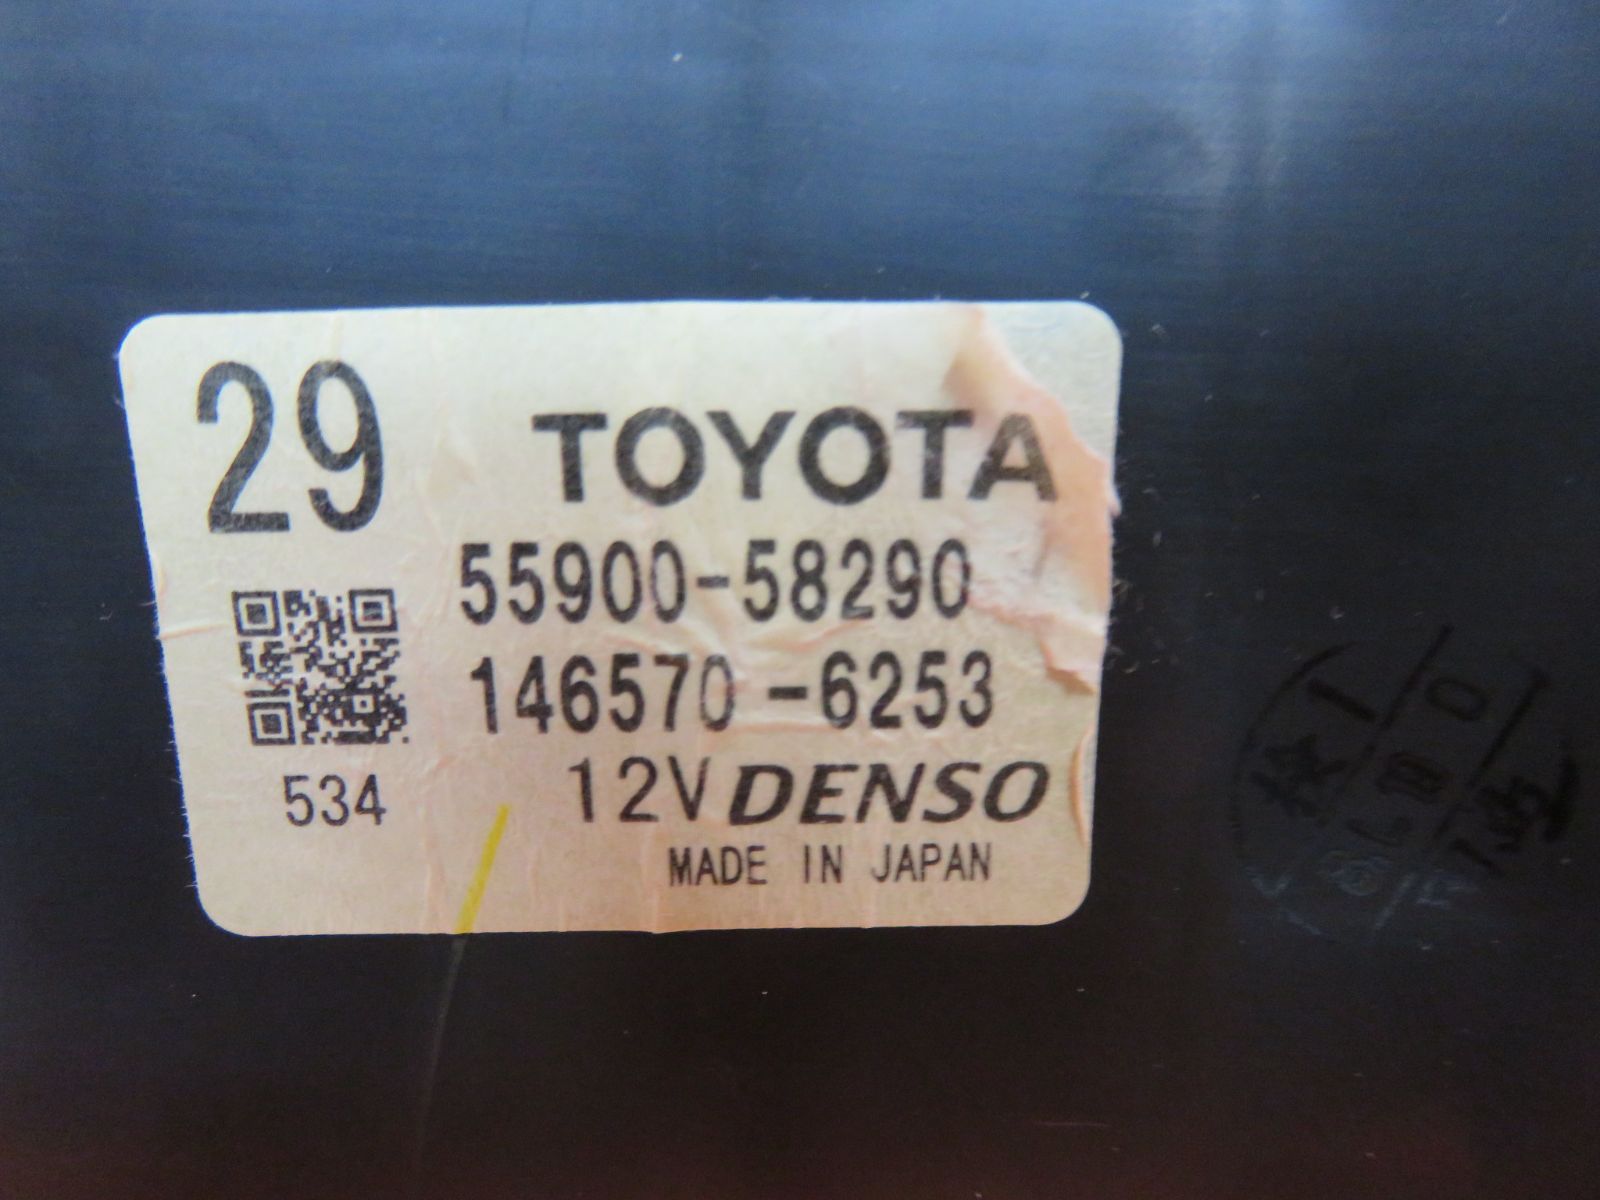 29
TOYOTA
55900-58290
146570-6253
534
12V DENSO
MADE IN JAPAN